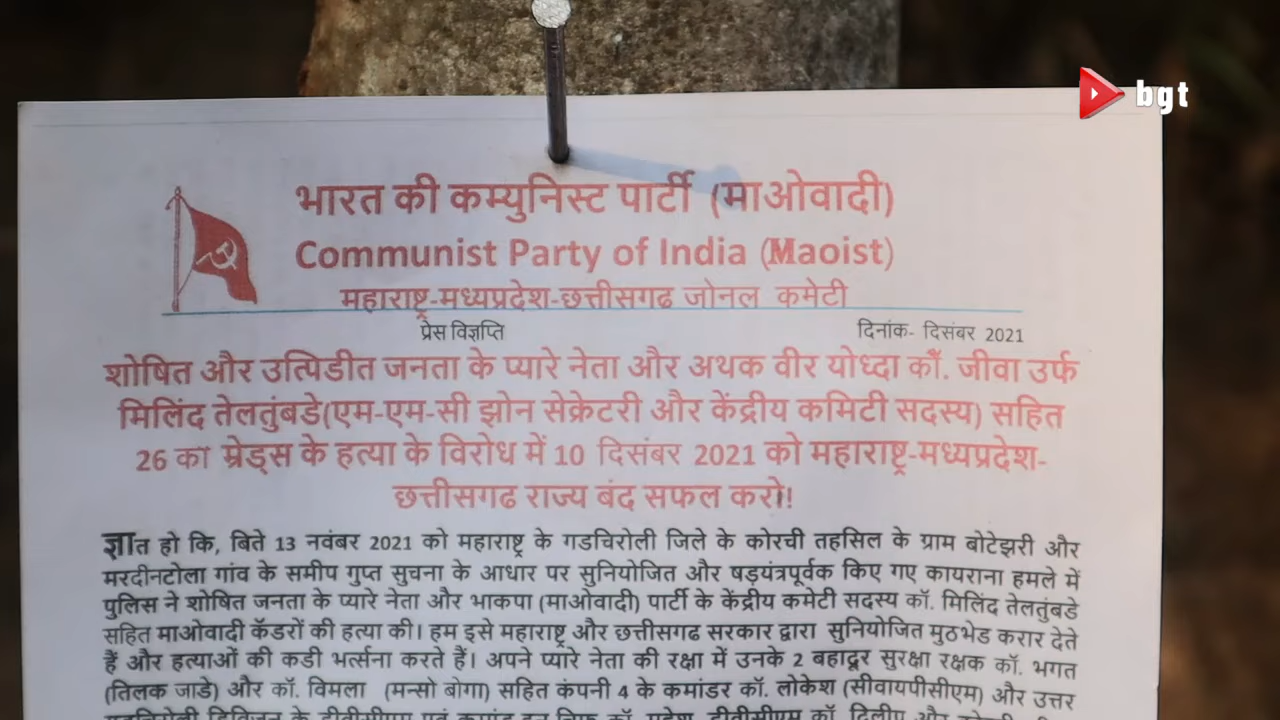 bgt
भारत की कम्युनिस्ट पार्टी (माओवादी)
Communist Party of India (Maoist)
महाराष्ट्र-मध्यप्रदेश-छत्तीसगढ जोनल कमेटी
प्रेस विज्ञप्ति
दिनांक- दिसंबर 2021
शोषित और उत्पिडीत जनता के प्यारे नेता और अथक वीर योध्दा कॉं. जीवा उर्फ
मिलिंद तेलतुंबडे(एम-एम-सी झोन सेक्रेटरी और केंद्रीय कमिटी सदस्य) सहित
26 का म्रेड्स के हत्या के विरोध में 10 दिसंबर 2021 को महाराष्ट्र-मध्यप्रदेश-
छत्तीसगढ राज्य बंद सफल करो!
ज्ञात हो कि, बिते 13 नवंबर 2021 को महाराष्ट्र के गडचिरोली जिले के कोरची तहसिल के ग्राम बोटेझरी और
मरदीनटोला गांव के समीप गुप्त सुचना के आधार पर सुनियोजित और षड़यंत्रपूर्वक किए गए कायराना हमले में
पुलिस ने शोषित जनता के प्यारे नेता और भाकपा (माओवादी) पार्टी के केंद्रीय कमेटी सदस्य कॉ. मिलिंद तेलतुंबडे
सहित माओवादी कॅडरों की हत्या की। हम इसे महाराष्ट्र और छत्तीसगढ सरकार द्वारा सुनियोजित मुठभेड करार देते
हैं और हत्याओं की कडी भर्त्सना करते हैं। अपने प्यारे नेता की रक्षा में उनके 2 बहादूर सुरक्षा रक्षक कॉ. भगत
(तिलक जाडे) और कॉ. विमला (मन्सो बोगा) सहित कंपनी 4 के कमांडर कॉ. लोकेश (सीवायपीसीएम) और उत्तर